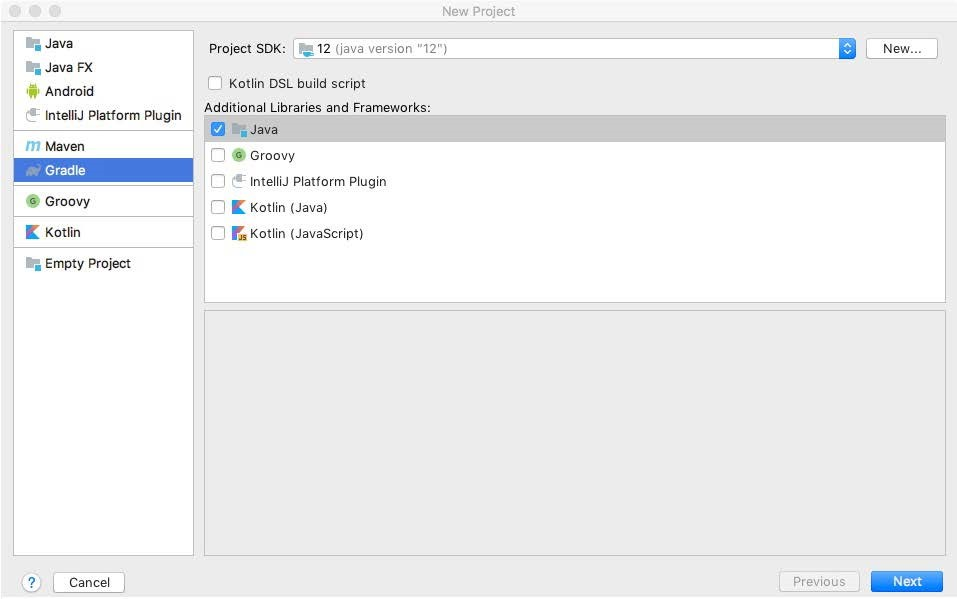 New Project
Java
Java FX
Android
IntelliJ Platform Plugin
Maven
Gradle
Groovy
Kotlin
Empty Project
Project SDK: 12 (java version "12") New...
Kotlin DSL build script
Additional Libraries and Frameworks:
Java
Groovy
IntelliJ Platform Plugin
Kotlin (Java)
Kotlin (JavaScript)
? Cancel Previous Next